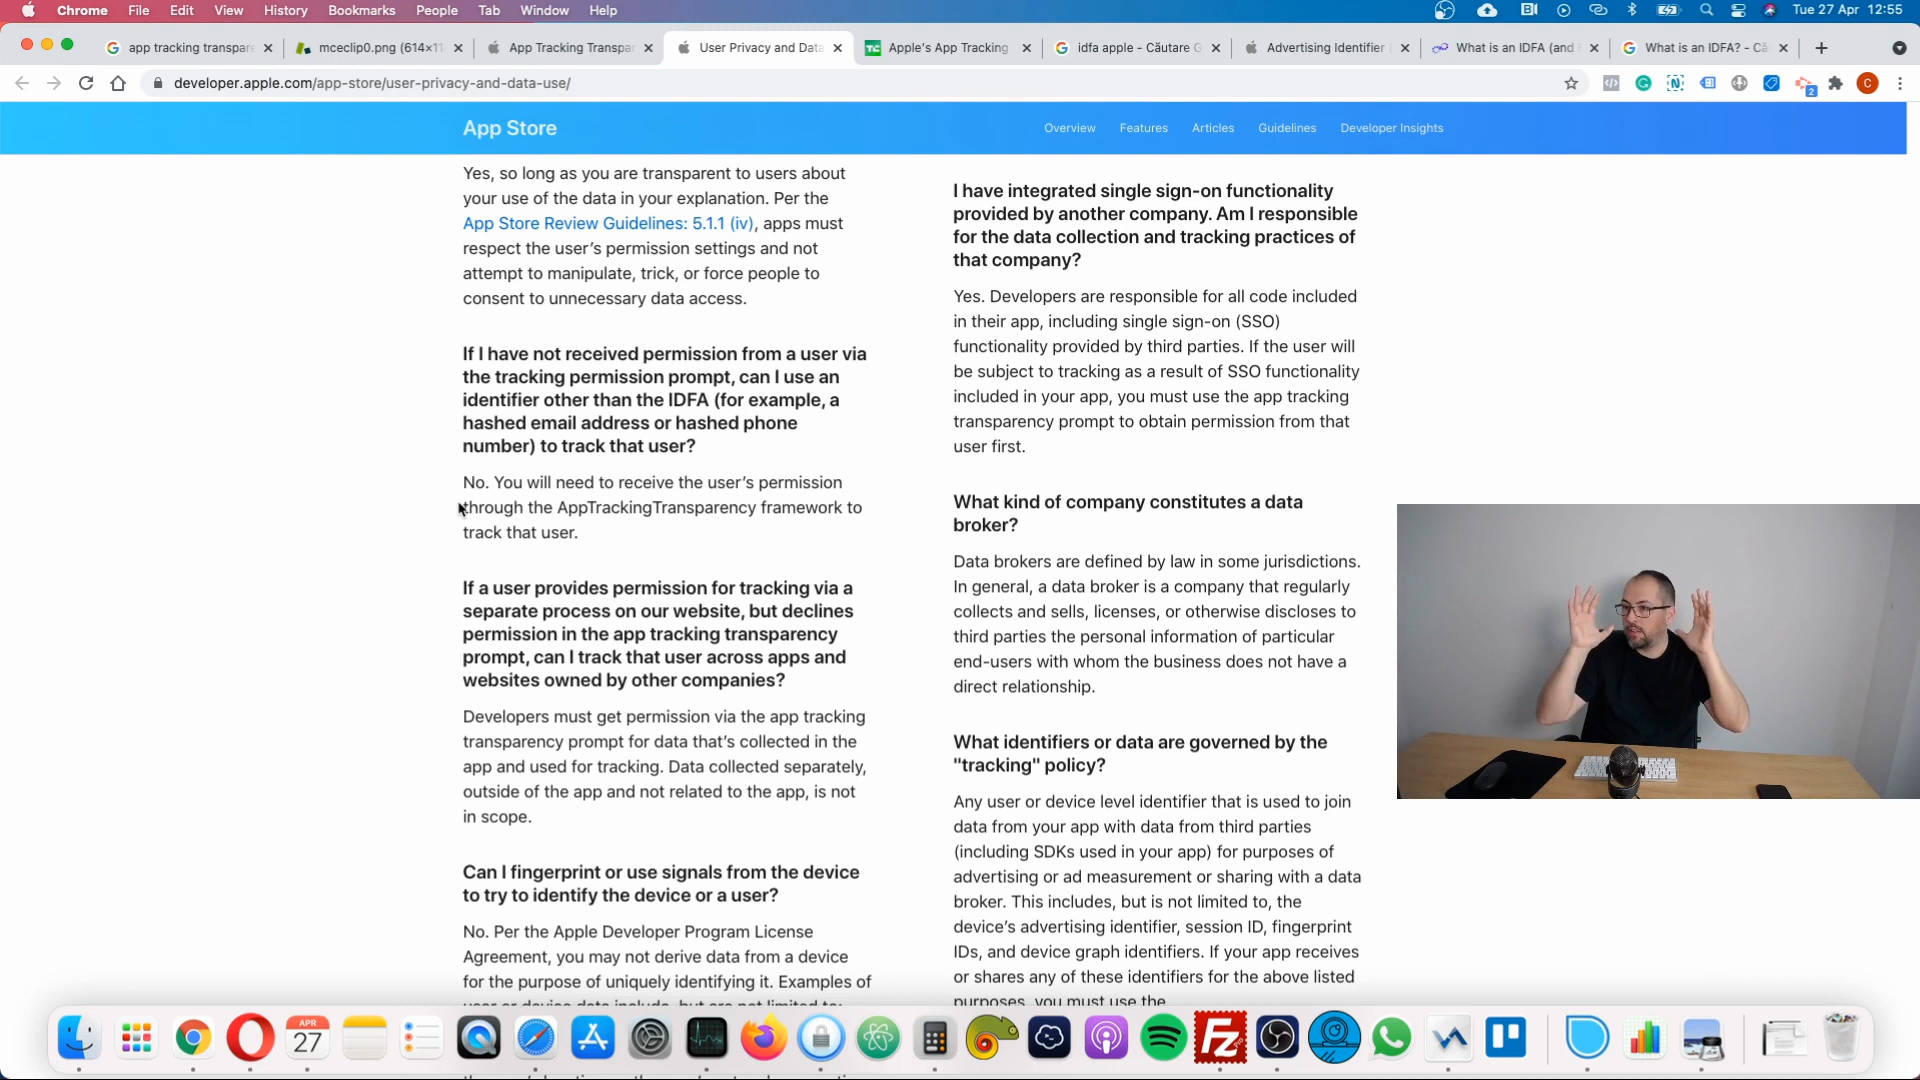 Chrome File Edit View History Bookmarks People Tab Window Help
Tue 27 Apr 12:55
app tracking transpare
mceclip0.png (614×11
App Tracking Transpa
User Privacy and Data
Apple's App Tracking
idfa apple - Căutare G
Advertising Identifier
What is an IDFA (and
What is an IDFA? - Că
developer.apple.com/app-store/user-privacy-and-data-use/
C
2
App Store
Overview Features Articles Guidelines Developer Insights
Yes, so long as you are transparent to users about
your use of the data in your explanation. Per the
App Store Review Guidelines: 5.1.1 (iv), apps must
respect the user's permission settings and not
attempt to manipulate, trick, or force people to
consent to unnecessary data access.
If I have not received permission from a user via
the tracking permission prompt, can I use an
identifier other than the IDFA (for example, a
hashed email address or hashed phone
number) to track that user?
No. You will need to receive the user's permission
through the AppTrackingTransparency framework to
track that user.
If a user provides permission for tracking via a
separate process on our website, but declines
permission in the app tracking transparency
prompt, can I track that user across apps and
websites owned by other companies?
Developers must get permission via the app tracking
transparency prompt for data that's collected in the
app and used for tracking. Data collected separately,
outside of the app and not related to the app, is not
in scope.
Can I fingerprint or use signals from the device
to try to identify the device or a user?
No. Per the Apple Developer Program License
Agreement, you may not derive data from a device
for the purpose of uniquely identifying it. Examples of
I have integrated single sign-on functionality
provided by another company. Am I responsible
for the data collection and tracking practices of
that company?
Yes. Developers are responsible for all code included
in their app, including single sign-on (SSO)
functionality provided by third parties. If the user will
be subject to tracking as a result of SSO functionality
included in your app, you must use the app tracking
transparency prompt to obtain permission from that
user first.
What kind of company constitutes a data
broker?
Data brokers are defined by law in some jurisdictions.
In general, a data broker is a company that regularly
collects and sells, licenses, or otherwise discloses to
third parties the personal information of particular
end-users with whom the business does not have a
direct relationship.
What identifiers or data are governed by the
"tracking" policy?
Any user or device level identifier that is used to join
data from your app with data from third parties
(including SDKs used in your app) for purposes of
advertising or ad measurement or sharing with a data
broker. This includes, but is not limited to, the
device's advertising identifier, session ID, fingerprint
IDs, and device graph identifiers. If your app receives
or shares any of these identifiers for the above listed
purposes, you must use the
APR
27